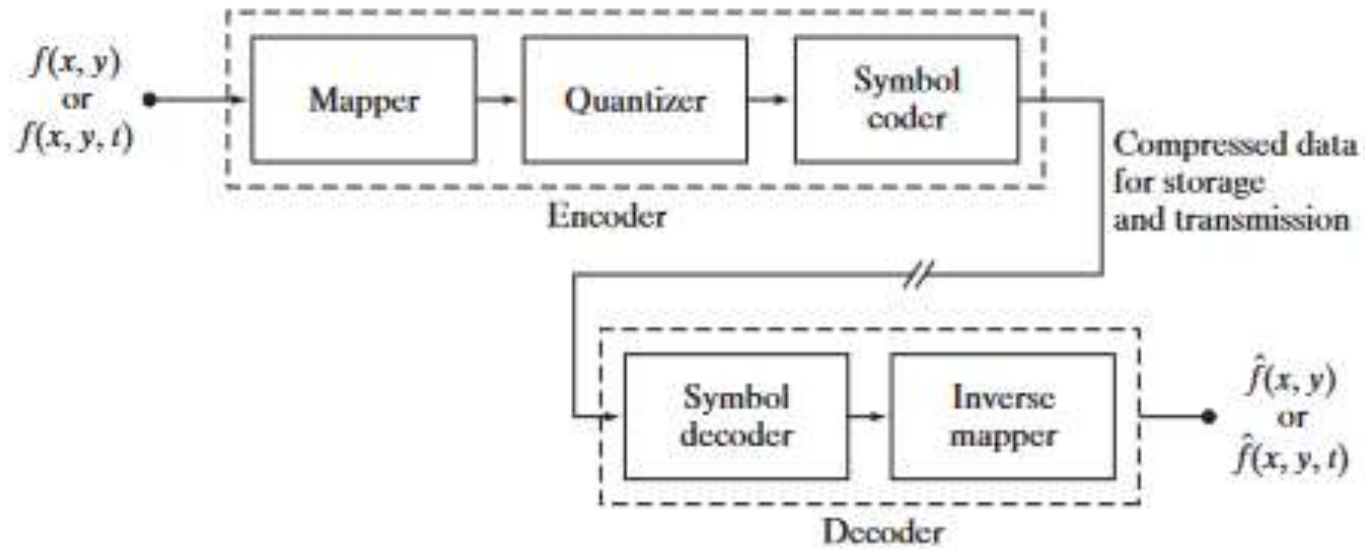 f(x, y)
or
f(x, y, t)
Mapper
Quantizer
Symbol
coder
Encoder
Compressed data
for storage
and transmission
Symbol
decoder
Inverse
mapper
Decoder
f̂(x, y)
or
f̂(x, y, t)